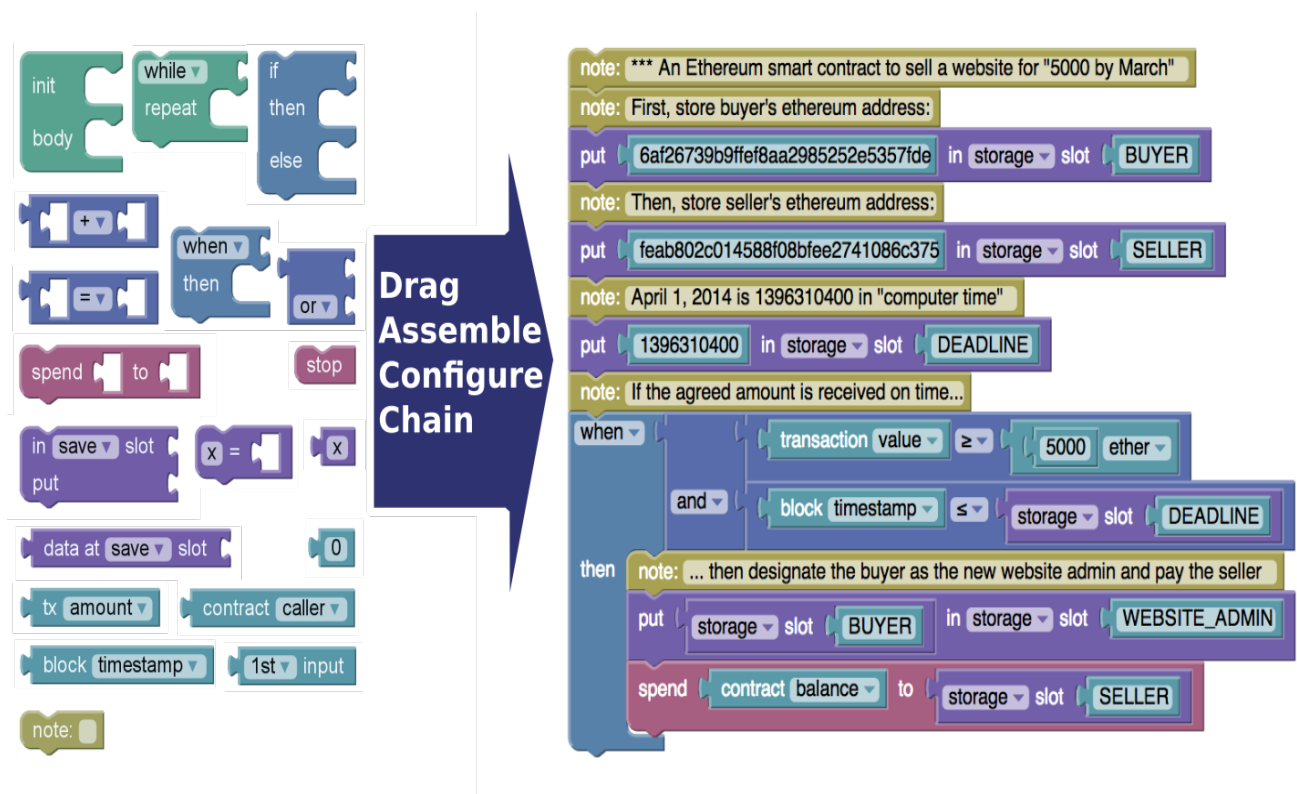 init
body
while
repeat
if
then
else
+
=
when
then
or
spend to
stop
in save slot
put
x =
x
data at save slot
0
tx amount
contract caller
block timestamp
1st input
note:
Drag
Assemble
Configure
Chain
note: *** An Ethereum smart contract to sell a website for "5000 by March"
note: First, store buyer's ethereum address:
put 6af26739b9ffef8aa2985252e5357fde in storage slot BUYER
note: Then, store seller's ethereum address:
put feab802c014588f08bfee2741086c375 in storage slot SELLER
note: April 1, 2014 is 1396310400 in "computer time"
put 1396310400 in storage slot DEADLINE
note: If the agreed amount is received on time...
when
transaction value ≥ 5000 ether
and
block timestamp ≤ storage slot DEADLINE
then
note: ... then designate the buyer as the new website admin and pay the seller
put storage slot BUYER in storage slot WEBSITE_ADMIN
spend contract balance to storage slot SELLER